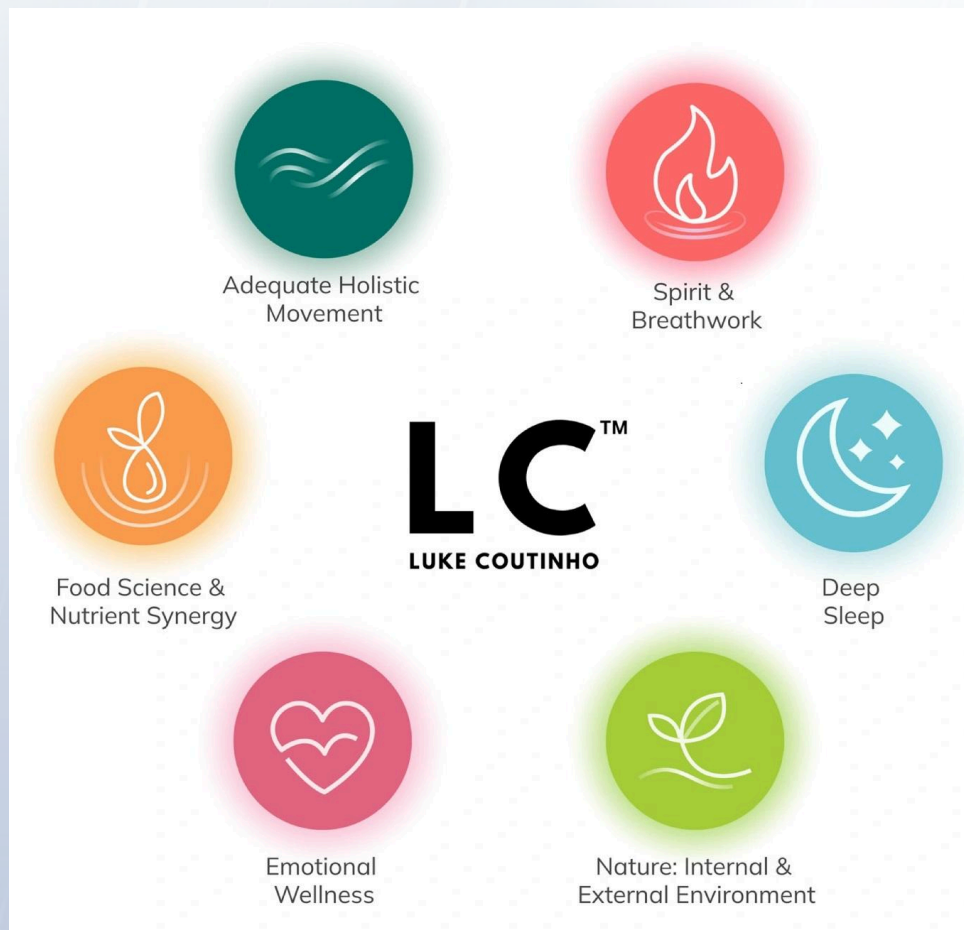 Adequate Holistic
Movement
Spirit &
Breathwork
Food Science &
Nutrient Synergy
LC™
LUKE COUTINHO
Deep
Sleep
Emotional
Wellness
Nature: Internal &
External Environment